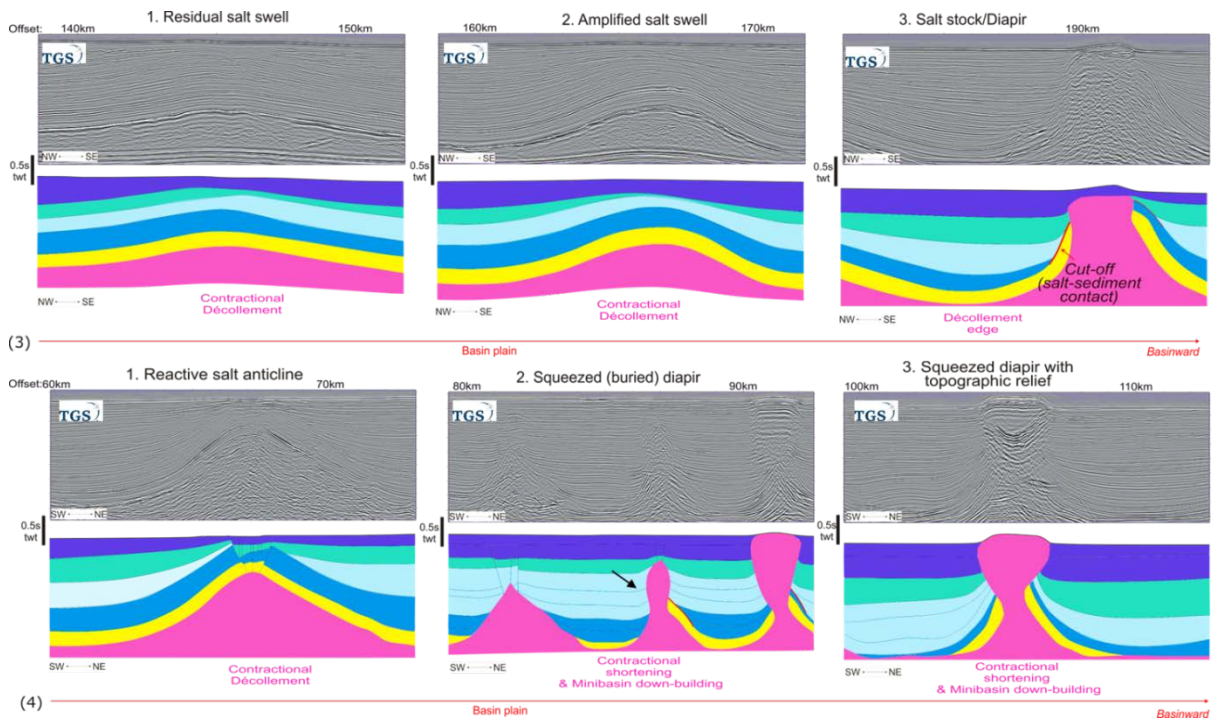 1. Residual salt swell
2. Amplified salt swell
3. Salt stock/Diapir
Offset: 140km 150km
160km 170km
190km
TGS
TGS
TGS
NW SE
NW SE
NW SE
0.5s
twt
0.5s
twt
0.5s
twt
Cut-off
(salt-sediment
contact)
NW SE
NW SE
NW SE
Contractional
Décollement
Contractional
Décollement
Décollement
edge
(3)
Basin plain
Basinward
1. Reactive salt anticline
2. Squeezed (buried) diapir
3. Squeezed diapir with
topographic relief
Offset:60km 70km
80km 90km
100km 110km
TGS
TGS
TGS
SW NE
SW NE
SW NE
0.5s
twt
0.5s
twt
0.5s
twt
SW NE
SW NE
SW NE
Contractional
Décollement
Contractional
shortening
& Minibasin down-building
Contractional
shortening
& Minibasin down-building
(4)
Basin plain
Basinward